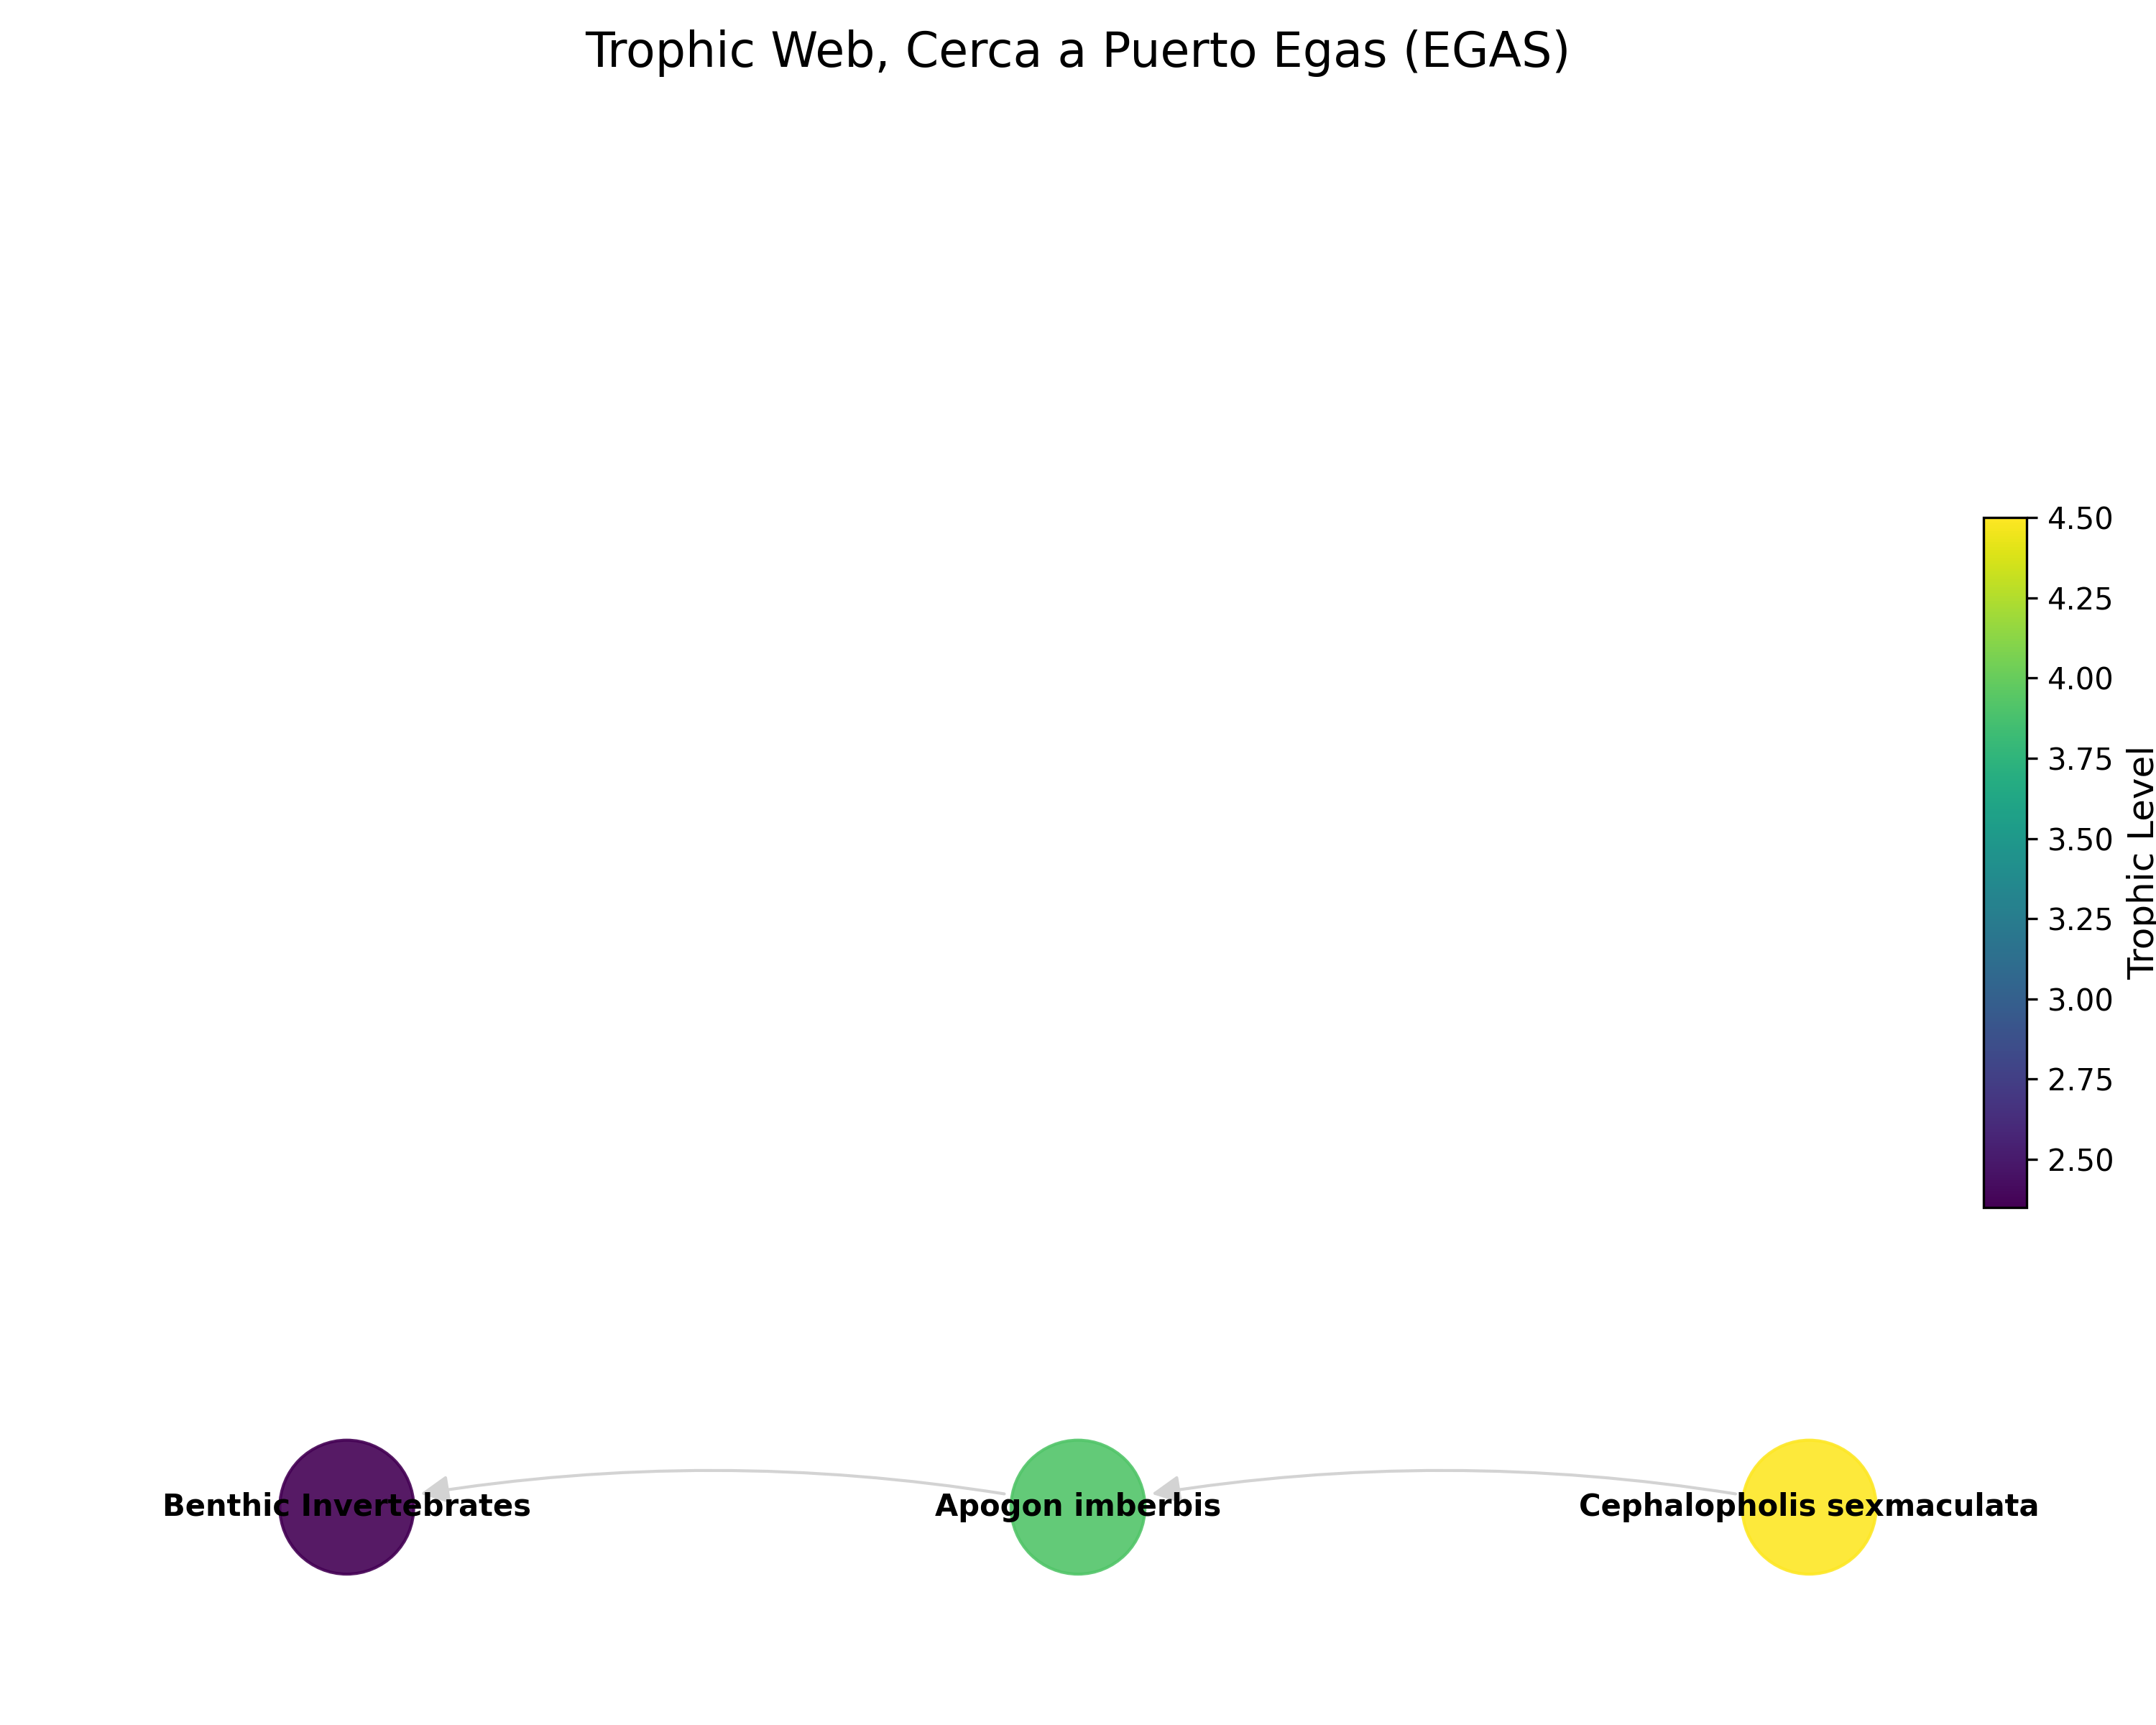 Trophic Web, Cerca a Puerto Egas (EGAS)
4.50
4.25
4.00
3.75
3.50
3.25
3.00
2.75
2.50
Trophic Level
Benthic Invertebrates
Apogon imberbis
Cephalopholis sexmaculata